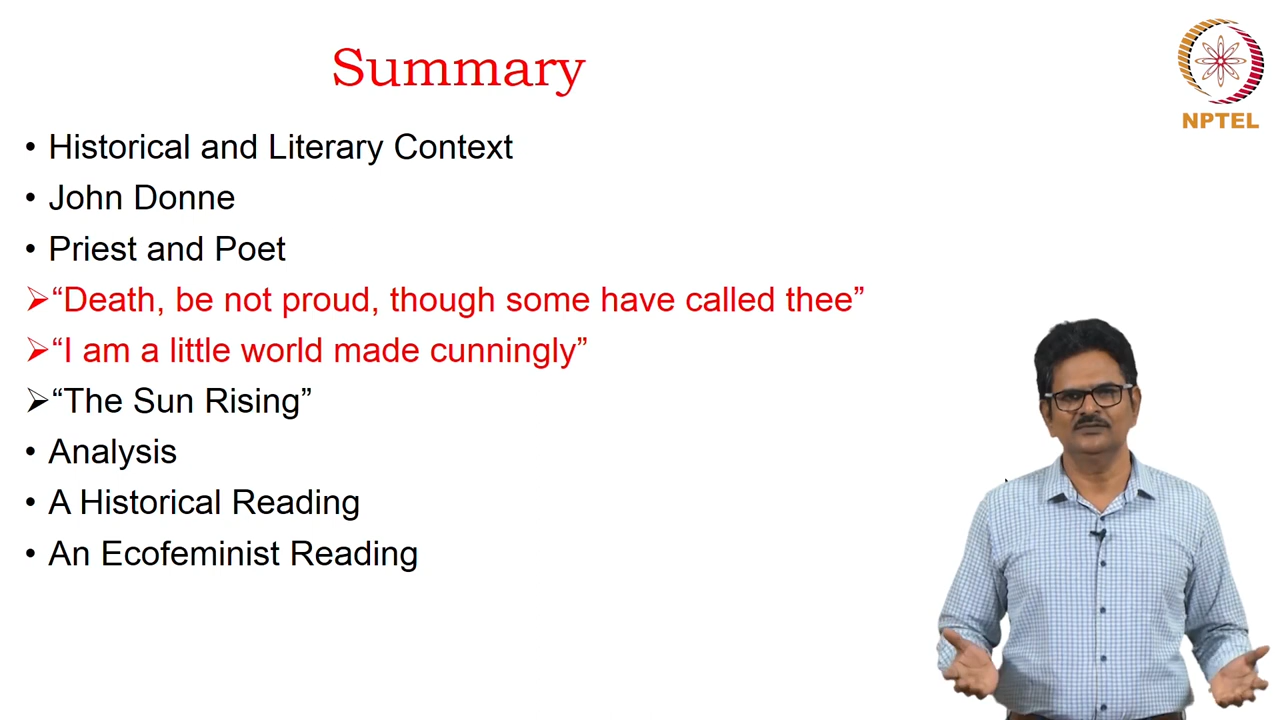 Summary
NPTEL
• Historical and Literary Context
• John Donne
• Priest and Poet
➢“Death, be not proud, though some have called thee”
➢“I am a little world made cunningly”
➢“The Sun Rising”
• Analysis
• A Historical Reading
• An Ecofeminist Reading